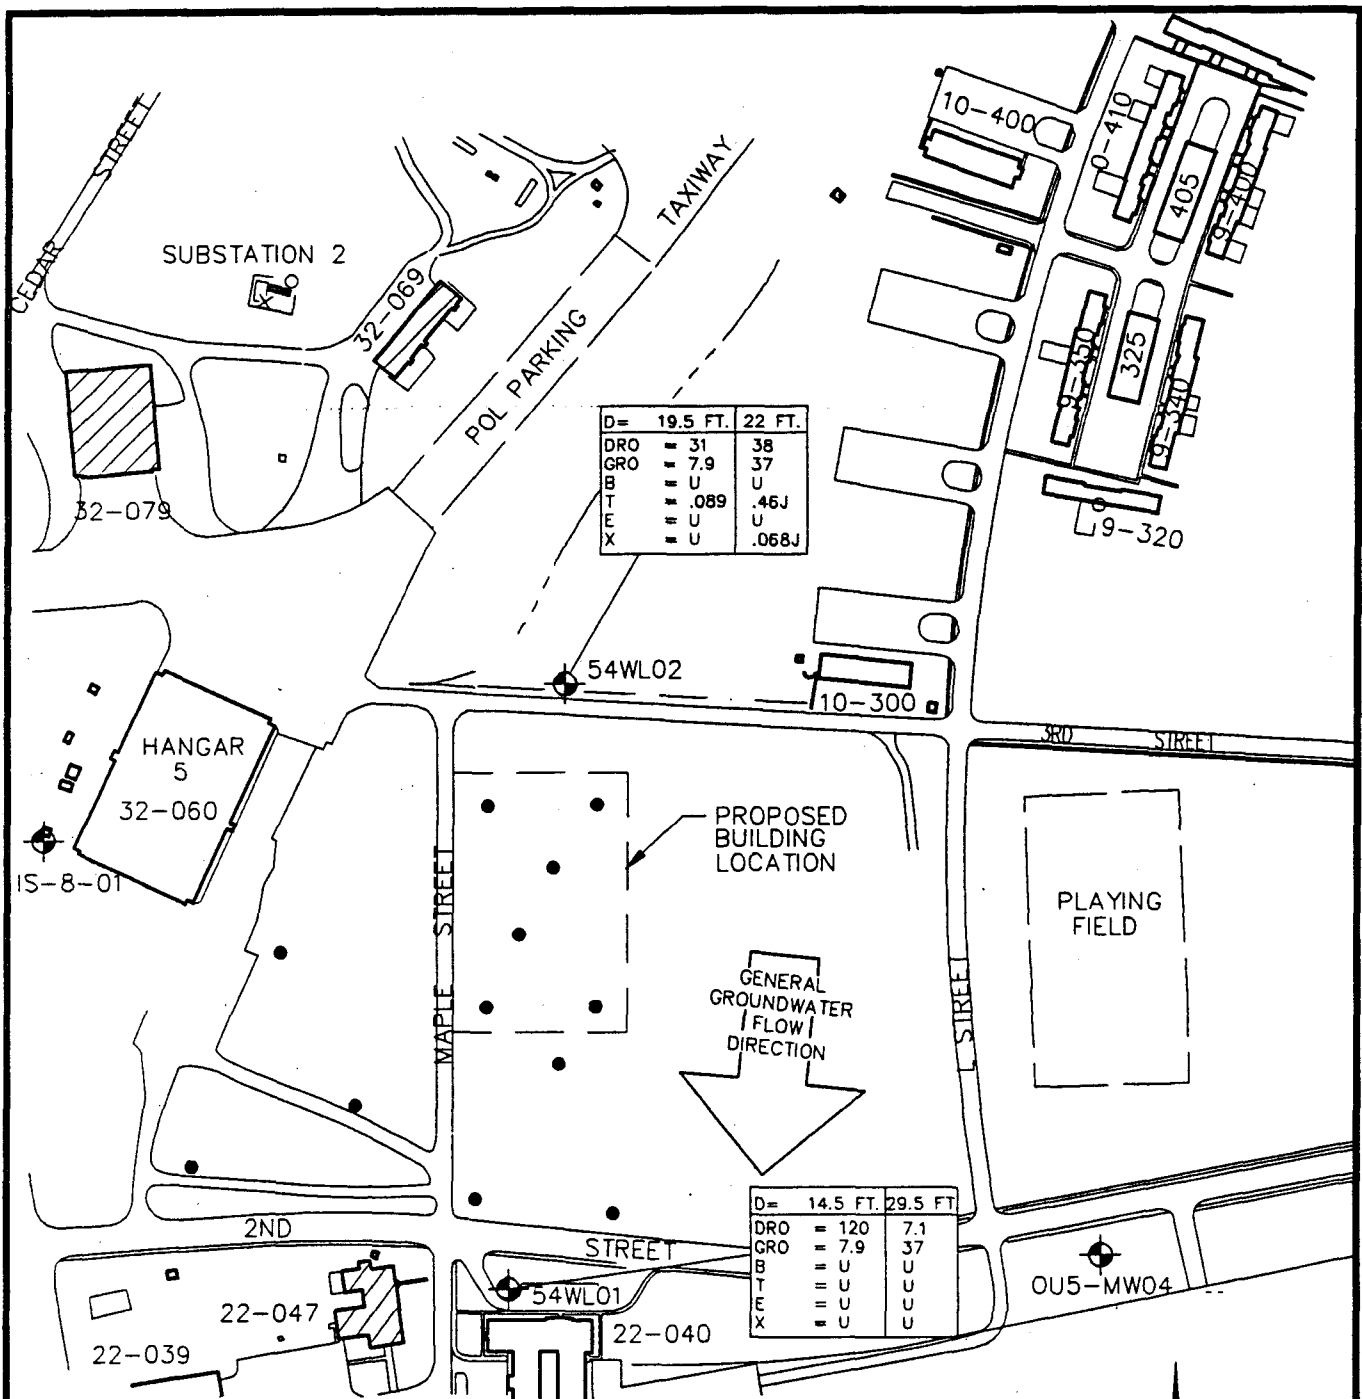 CEDAR STREET
SUBSTATION 2
X
32-069
TAXIWAY
POL PARKING
10-400
0-410
405
9-400
9-350
325
9-340
9-320
32-079
D= 19.5 FT. 22 FT.
DRO = 31 38
GRO = 7.9 37
B = U U
T = .089 .46J
E = U U
X = U .068J
54WL02
10-300
3RD STREET
HANGAR
5
32-060
IS-8-01
MAPLE STREET
PROPOSED
BUILDING
LOCATION
PLAYING
FIELD
GENERAL
GROUNDWATER
FLOW
DIRECTION
L STREET
D= 14.5 FT. 29.5 FT
DRO = 120 7.1
GRO = 7.9 37
B = U U
T = U U
E = U U
X = U U
2ND STREET
54WL01
OU5-MW04
22-047
22-040
22-039